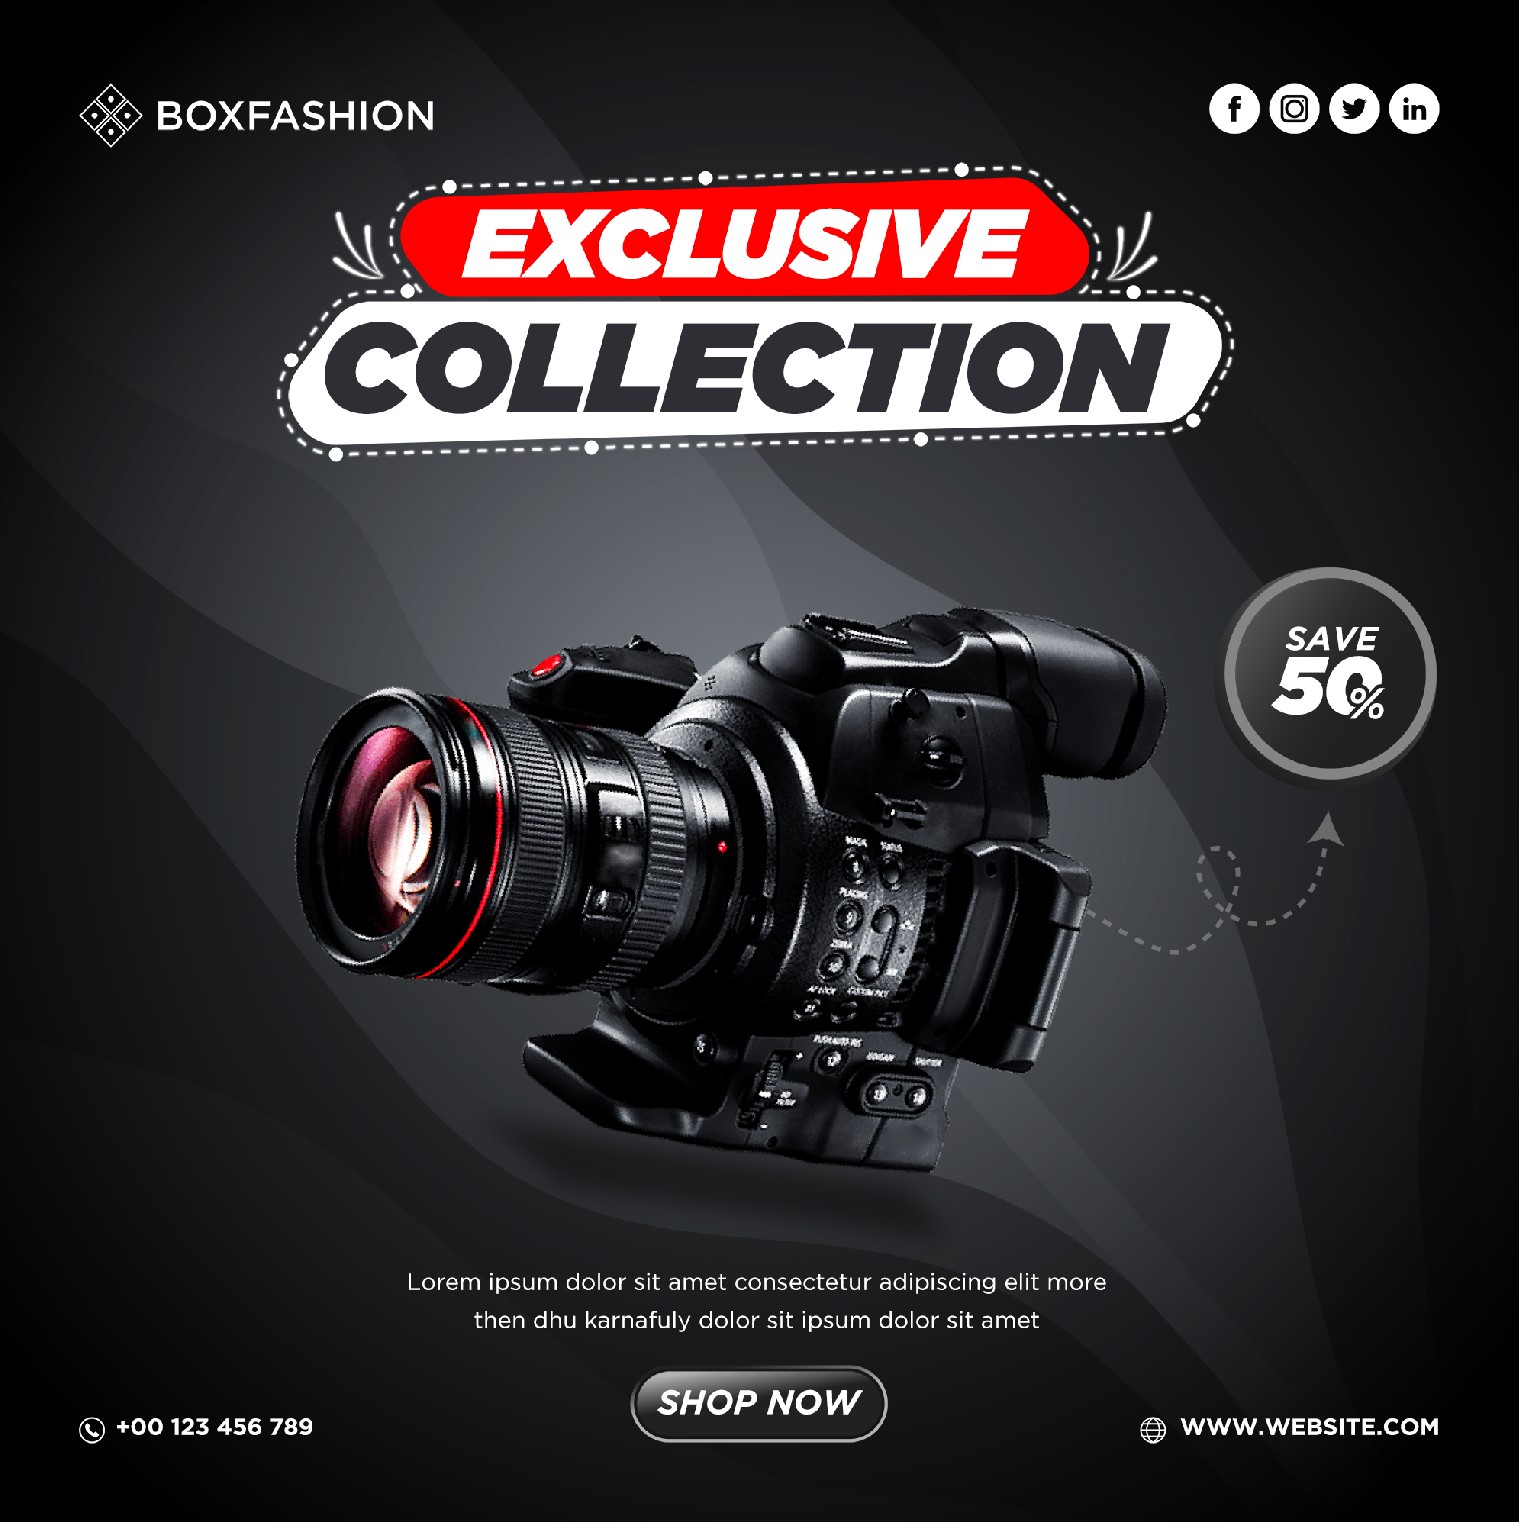 BOXFASHION
EXCLUSIVE
COLLECTION
SAVE
50%
Lorem ipsum dolor sit amet consectetur adipiscing elit more
then dhu karnafuly dolor sit ipsum dolor sit amet
SHOP NOW
+00 123 456 789
WWW.WEBSITE.COM